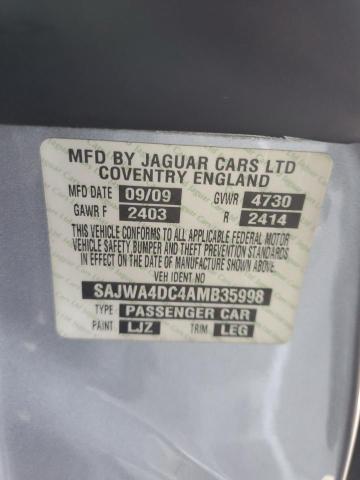 MFD BY JAGUAR CARS LTD
COVENTRY ENGLAND
MFD DATE 09/09 GVWR 4730
GAWR F 2403 R 2414
THIS VEHICLE CONFORMS TO ALL APPLICABLE FEDERAL MOTOR
VEHICLE SAFETY, BUMPER AND THEFT PREVENTION STANDARDS
IN EFFECT ON THE DATE OF MANUFACTURE SHOWN ABOVE.
VEH IDENT NO
SAJWA4DC4AMB35998
TYPE: PASSENGER CAR
PAINT LJZ TRIM LEG